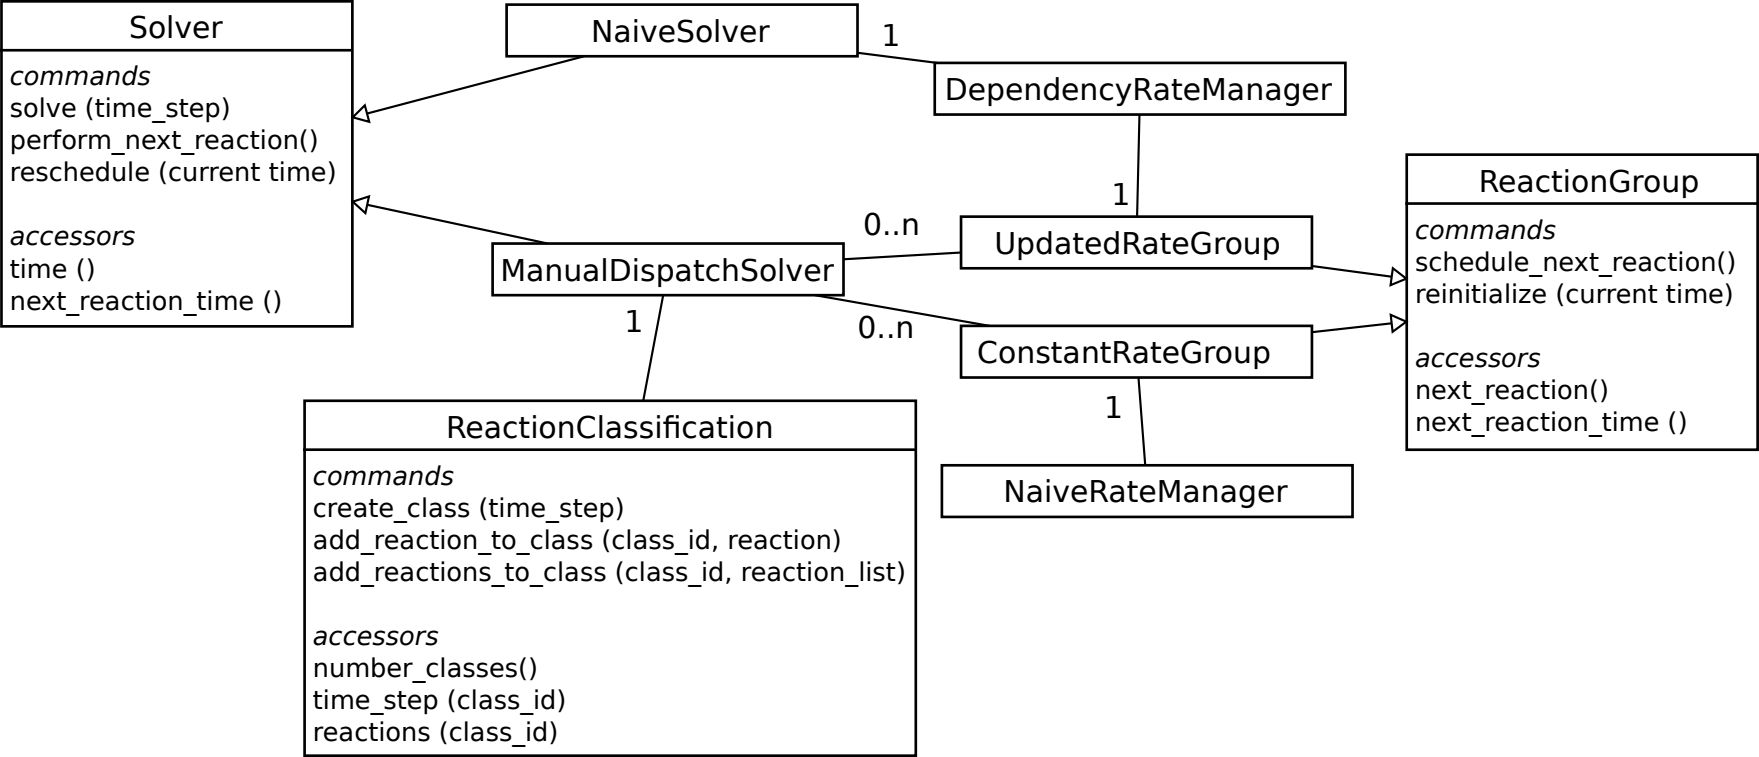 Solver
commands
solve (time_step)
perform_next_reaction()
reschedule (current time)
accessors
time ()
next_reaction_time ()
NaiveSolver
1
DependencyRateManager
1
0..n
UpdatedRateGroup
ManualDispatchSolver
1
0..n
ConstantRateGroup
1
NaiveRateManager
ReactionGroup
commands
schedule_next_reaction()
reinitialize (current time)
accessors
next_reaction()
next_reaction_time ()
ReactionClassification
commands
create_class (time_step)
add_reaction_to_class (class_id, reaction)
add_reactions_to_class (class_id, reaction_list)
accessors
number_classes()
time_step (class_id)
reactions (class_id)